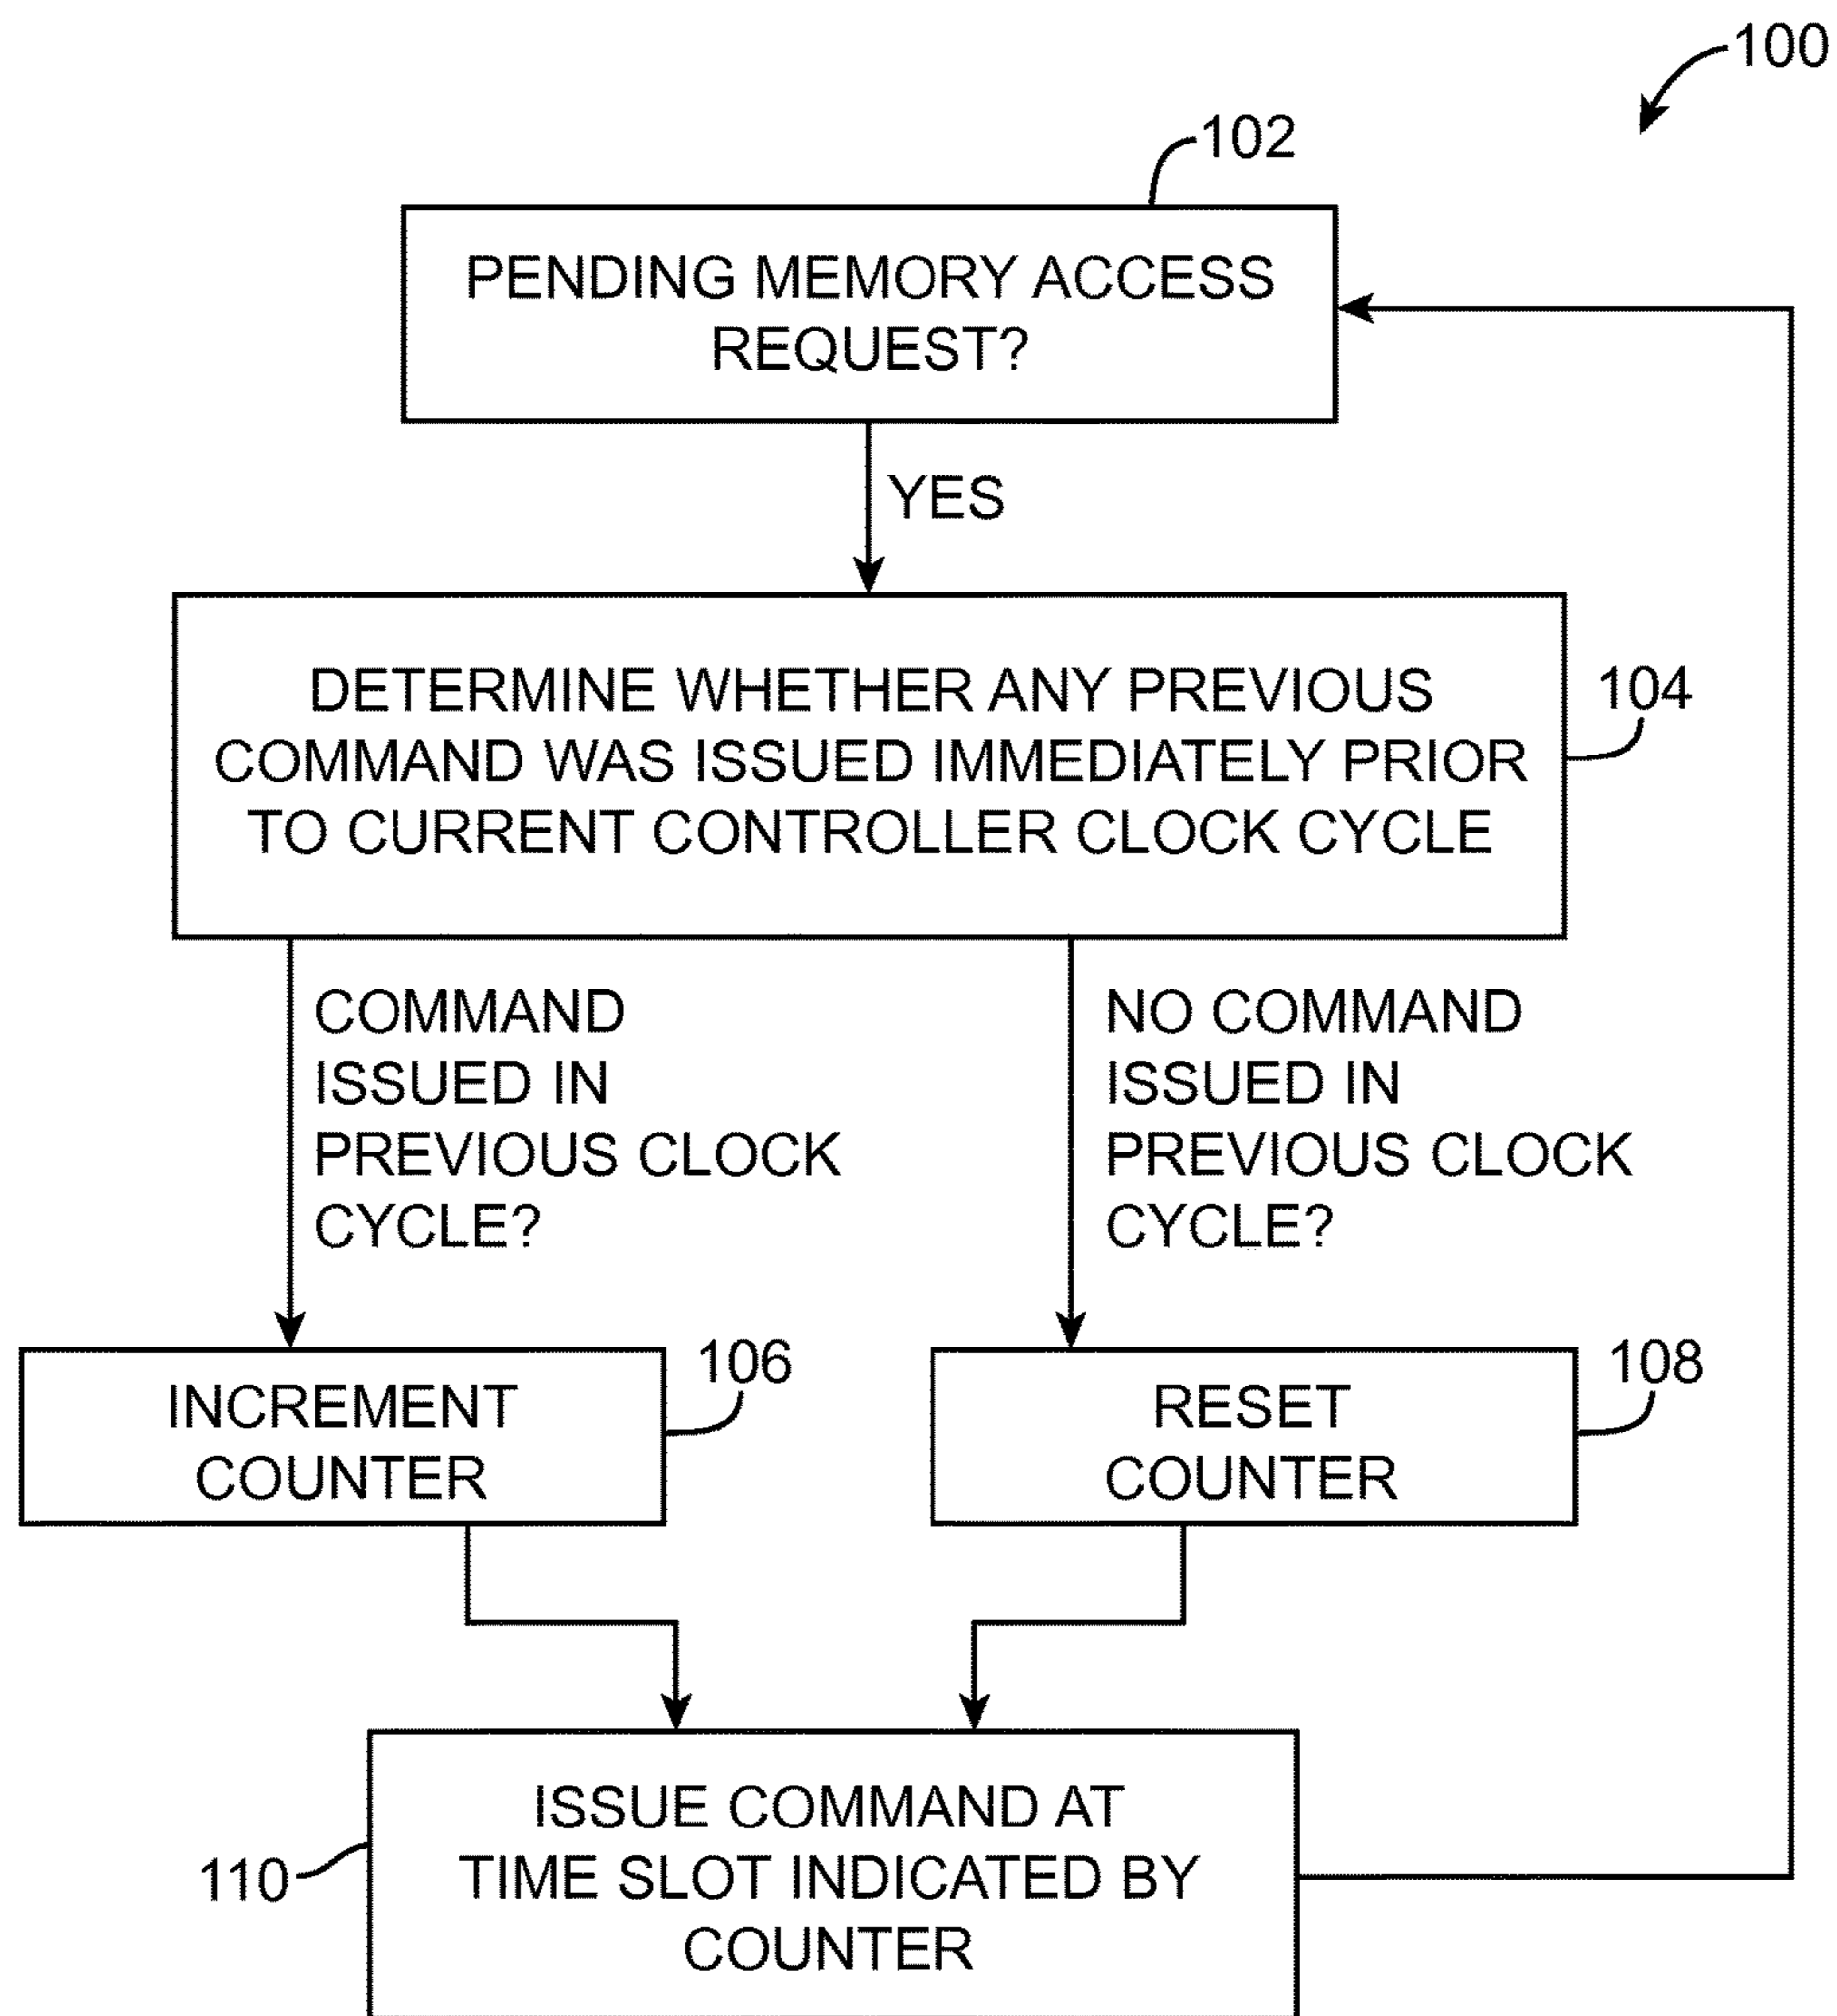 100
102
PENDING MEMORY ACCESS
REQUEST?
YES
DETERMINE WHETHER ANY PREVIOUS
COMMAND WAS ISSUED IMMEDIATELY PRIOR
TO CURRENT CONTROLLER CLOCK CYCLE
104
COMMAND
ISSUED IN
PREVIOUS CLOCK
CYCLE?
NO COMMAND
ISSUED IN
PREVIOUS CLOCK
CYCLE?
INCREMENT
COUNTER
106
RESET
COUNTER
108
ISSUE COMMAND AT
TIME SLOT INDICATED BY
COUNTER
110